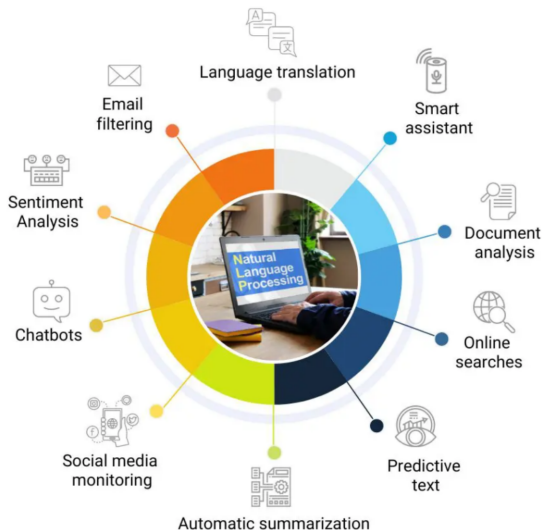 Language translation
Smart
assistant
Document
analysis
Online
searches
Predictive
text
Automatic summarization
Social media
monitoring
Chatbots
Sentiment
Analysis
Email
filtering
Natural
Language
Processing